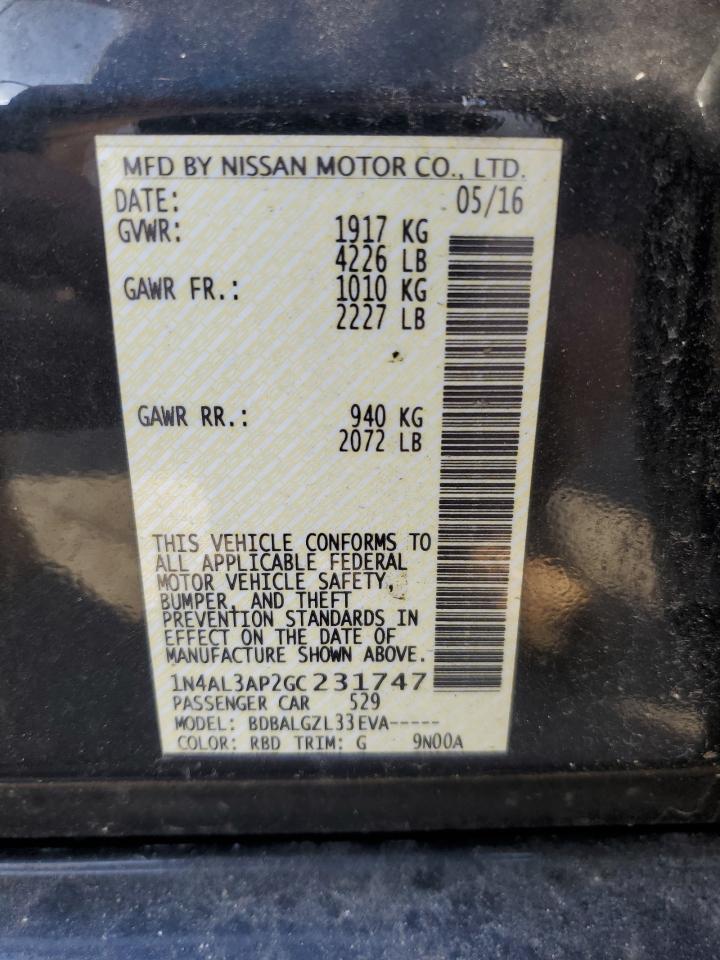 MFD BY NISSAN MOTOR CO., LTD.
DATE: 05/16
GVWR: 1917 KG
4226 LB
GAWR FR.: 1010 KG
2227 LB
GAWR RR.: 940 KG
2072 LB
THIS VEHICLE CONFORMS TO
ALL APPLICABLE FEDERAL
MOTOR VEHICLE SAFETY,
BUMPER, AND THEFT
PREVENTION STANDARDS IN
EFFECT ON THE DATE OF
MANUFACTURE SHOWN ABOVE.
1N4AL3AP2GC231747
PASSENGER CAR 529
MODEL: BDBALGZL33EVA-----
COLOR: RBD TRIM: G 9N00A